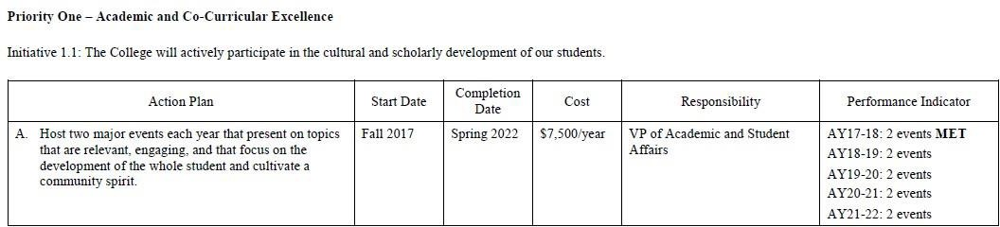 Priority One – Academic and Co-Curricular Excellence
Initiative 1.1: The College will actively participate in the cultural and scholarly development of our students.
Action Plan
Start Date
Completion
Date
Cost
Responsibility
Performance Indicator
A. Host two major events each year that present on topics
that are relevant, engaging, and that focus on the
development of the whole student and cultivate a
community spirit.
Fall 2017
Spring 2022
$7,500/year
VP of Academic and Student
Affairs
AY17-18: 2 events MET
AY18-19: 2 events
AY19-20: 2 events
AY20-21: 2 events
AY21-22: 2 events